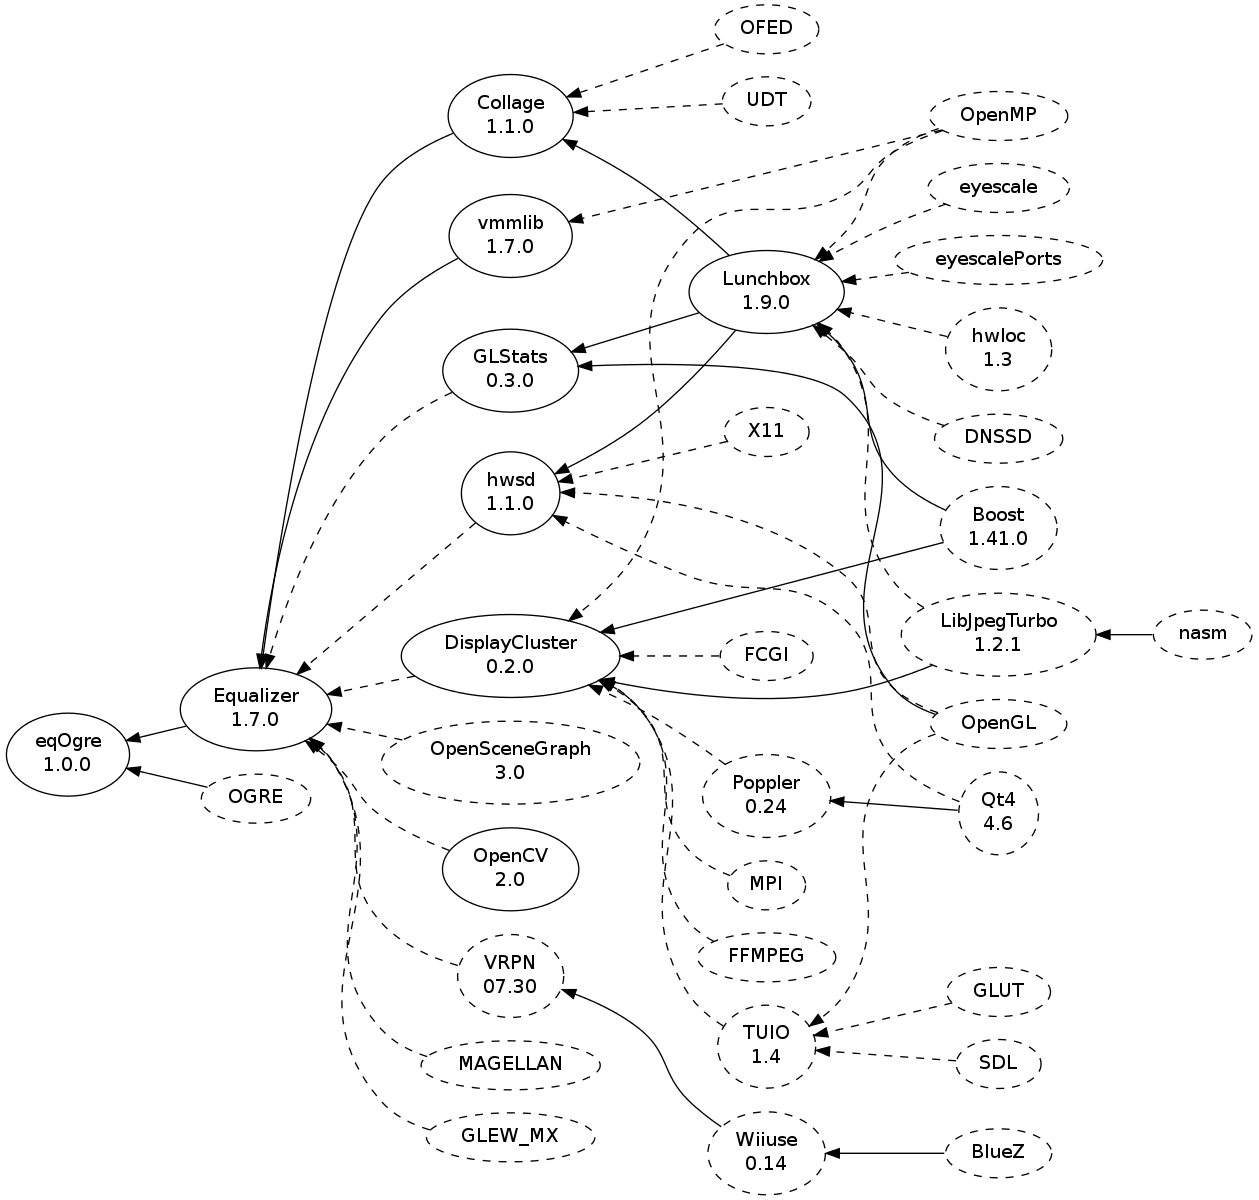 OFED
UDT
Collage
1.1.0
OpenMP
eyescale
vmmlib
1.7.0
eyescalePorts
Lunchbox
1.9.0
hwloc
1.3
GLStats
0.3.0
X11
DNSSD
hwsd
1.1.0
Boost
1.41.0
LibJpegTurbo
1.2.1
nasm
DisplayCluster
0.2.0
FCGI
Equalizer
1.7.0
OpenGL
eqOgre
1.0.0
OpenSceneGraph
3.0
OGRE
Poppler
0.24
Qt4
4.6
OpenCV
2.0
MPI
FFMPEG
VRPN
07.30
GLUT
TUIO
1.4
SDL
MAGELLAN
GLEW_MX
Wiiuse
0.14
BlueZ